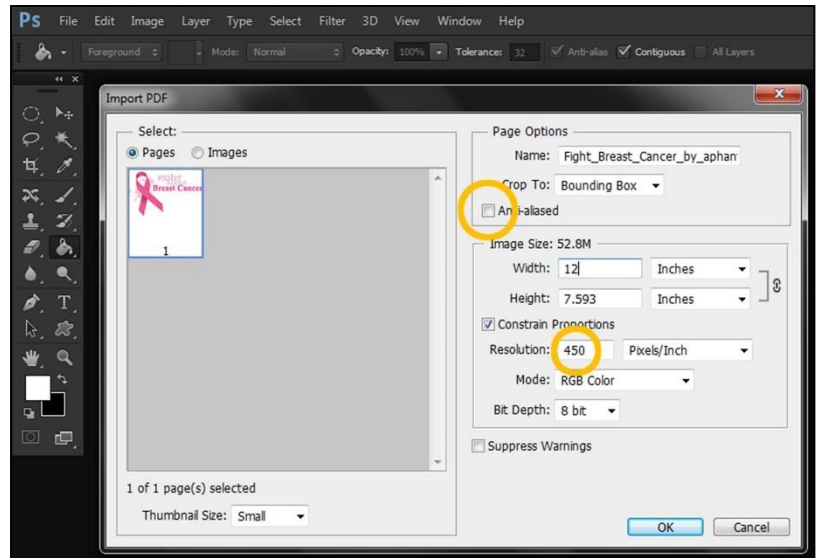 Ps File Edit Image Layer Type Select Filter 3D View Window Help
Foreground Mode: Normal Opacity: 100% Tolerance: 32 Anti-alias Contiguous All Layers
Import PDF
Select:
Pages Images
FIGHT
Breast Cancer
1
1 of 1 page(s) selected
Thumbnail Size: Small
Page Options
Name: Fight_Breast_Cancer_by_aphan
Crop To: Bounding Box
Anti-aliased
Image Size: 52.8M
Width: 12 Inches
Height: 7.593 Inches
Constrain Proportions
Resolution: 450 Pixels/Inch
Mode: RGB Color
Bit Depth: 8 bit
Suppress Warnings
OK Cancel